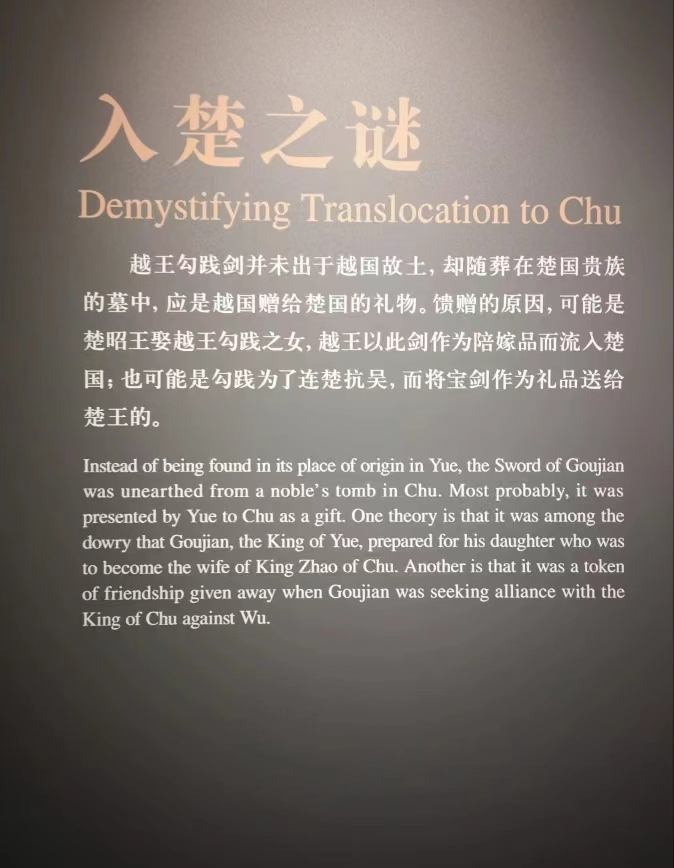 入楚之谜
Demystifying Translocation to Chu
越王勾践剑并未出于越国故土，却随葬在楚国贵族
的墓中，应是越国赠给楚国的礼物。馈赠的原因，可能是
楚昭王娶越王勾践之女，越王以此剑作为陪嫁品而流入楚
国；也可能是勾践为了连楚抗吴，而将宝剑作为礼品送给
楚王的。
Instead of being found in its place of origin in Yue, the Sword of Goujian
was unearthed from a noble's tomb in Chu. Most probably, it was
presented by Yue to Chu as a gift. One theory is that it was among the
dowry that Goujian, the King of Yue, prepared for his daughter who was
to become the wife of King Zhao of Chu. Another is that it was a token
of friendship given away when Goujian was seeking alliance with the
King of Chu against Wu.